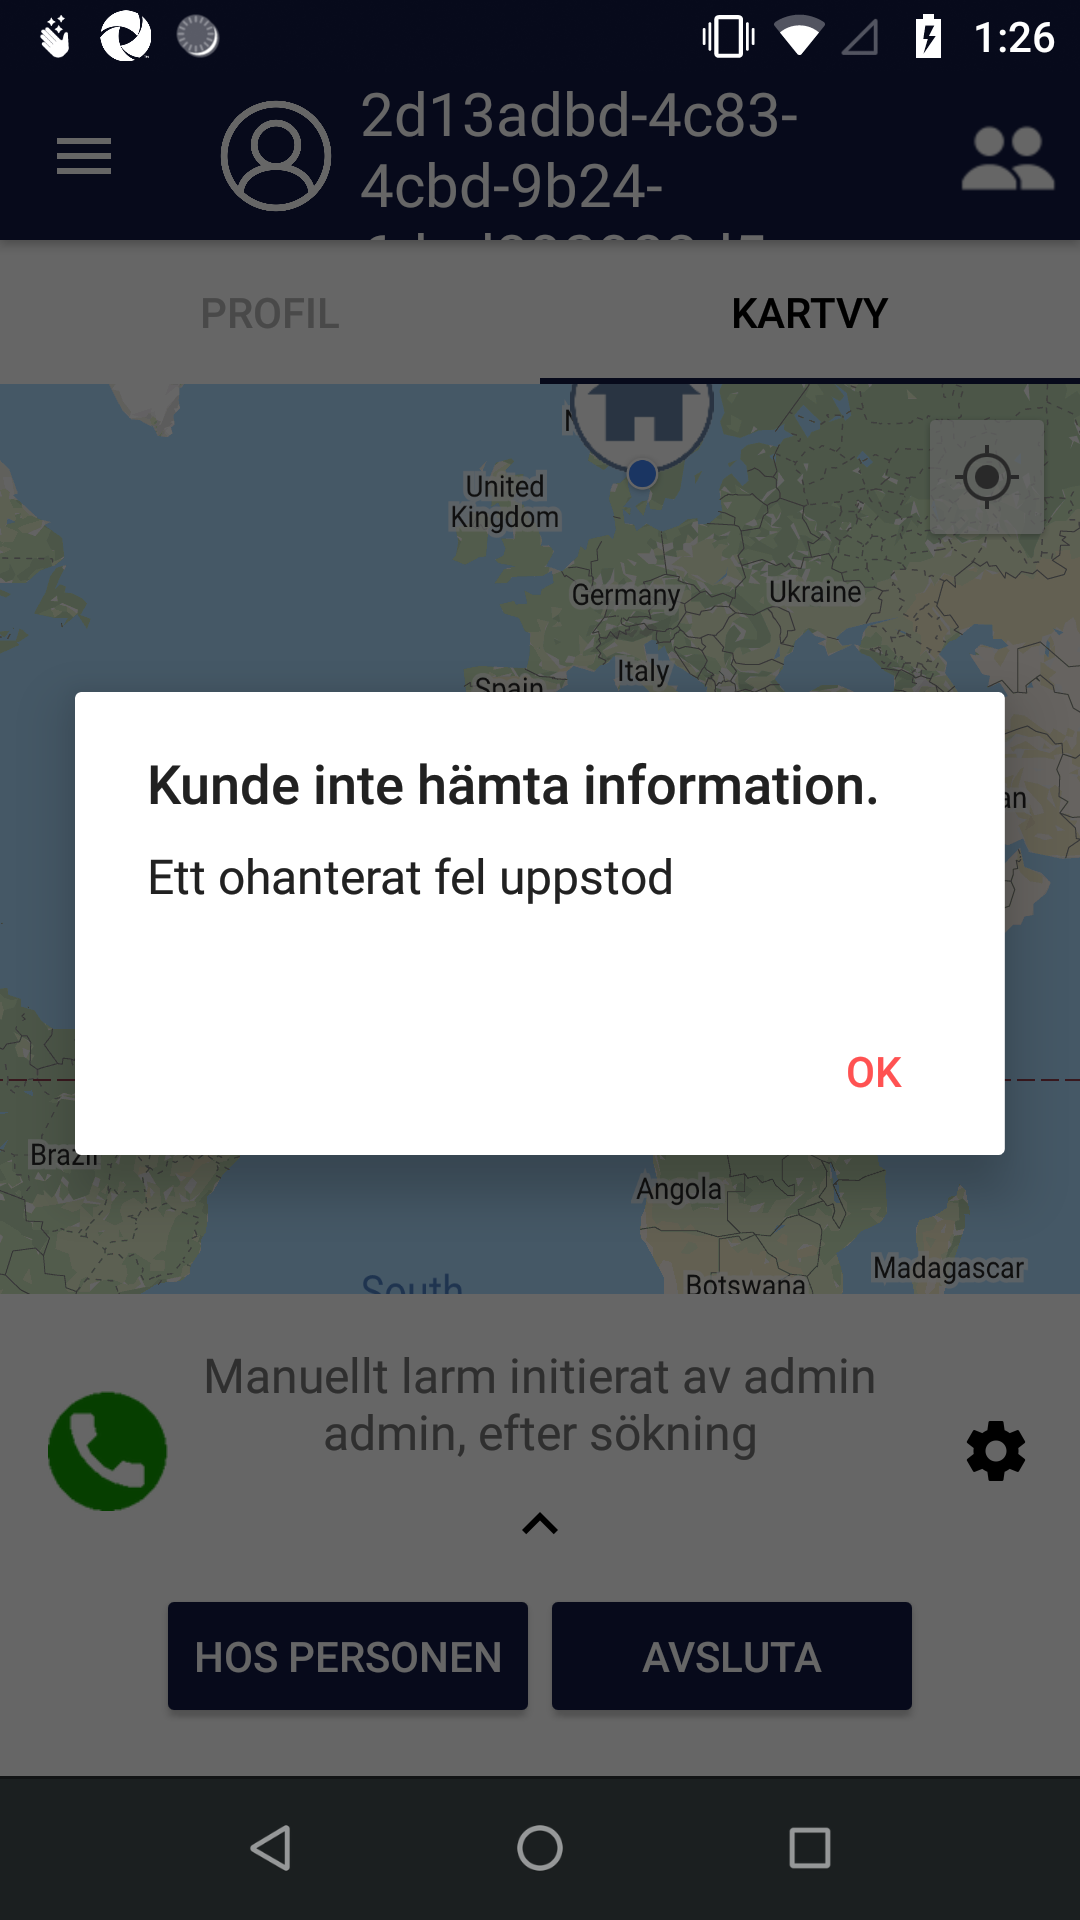 1:26
2d13adbd-4c83-
4cbd-9b24-
PROFIL
KARTVY
United
Kingdom
Germany
Ukraine
Italy
Spain
Kunde inte hämta information.
Ett ohanterat fel uppstod
OK
Brazil
Angola
Madagascar
Botswana
South
Manuellt larm initierat av admin
admin, efter sökning
HOS PERSONEN
AVSLUTA